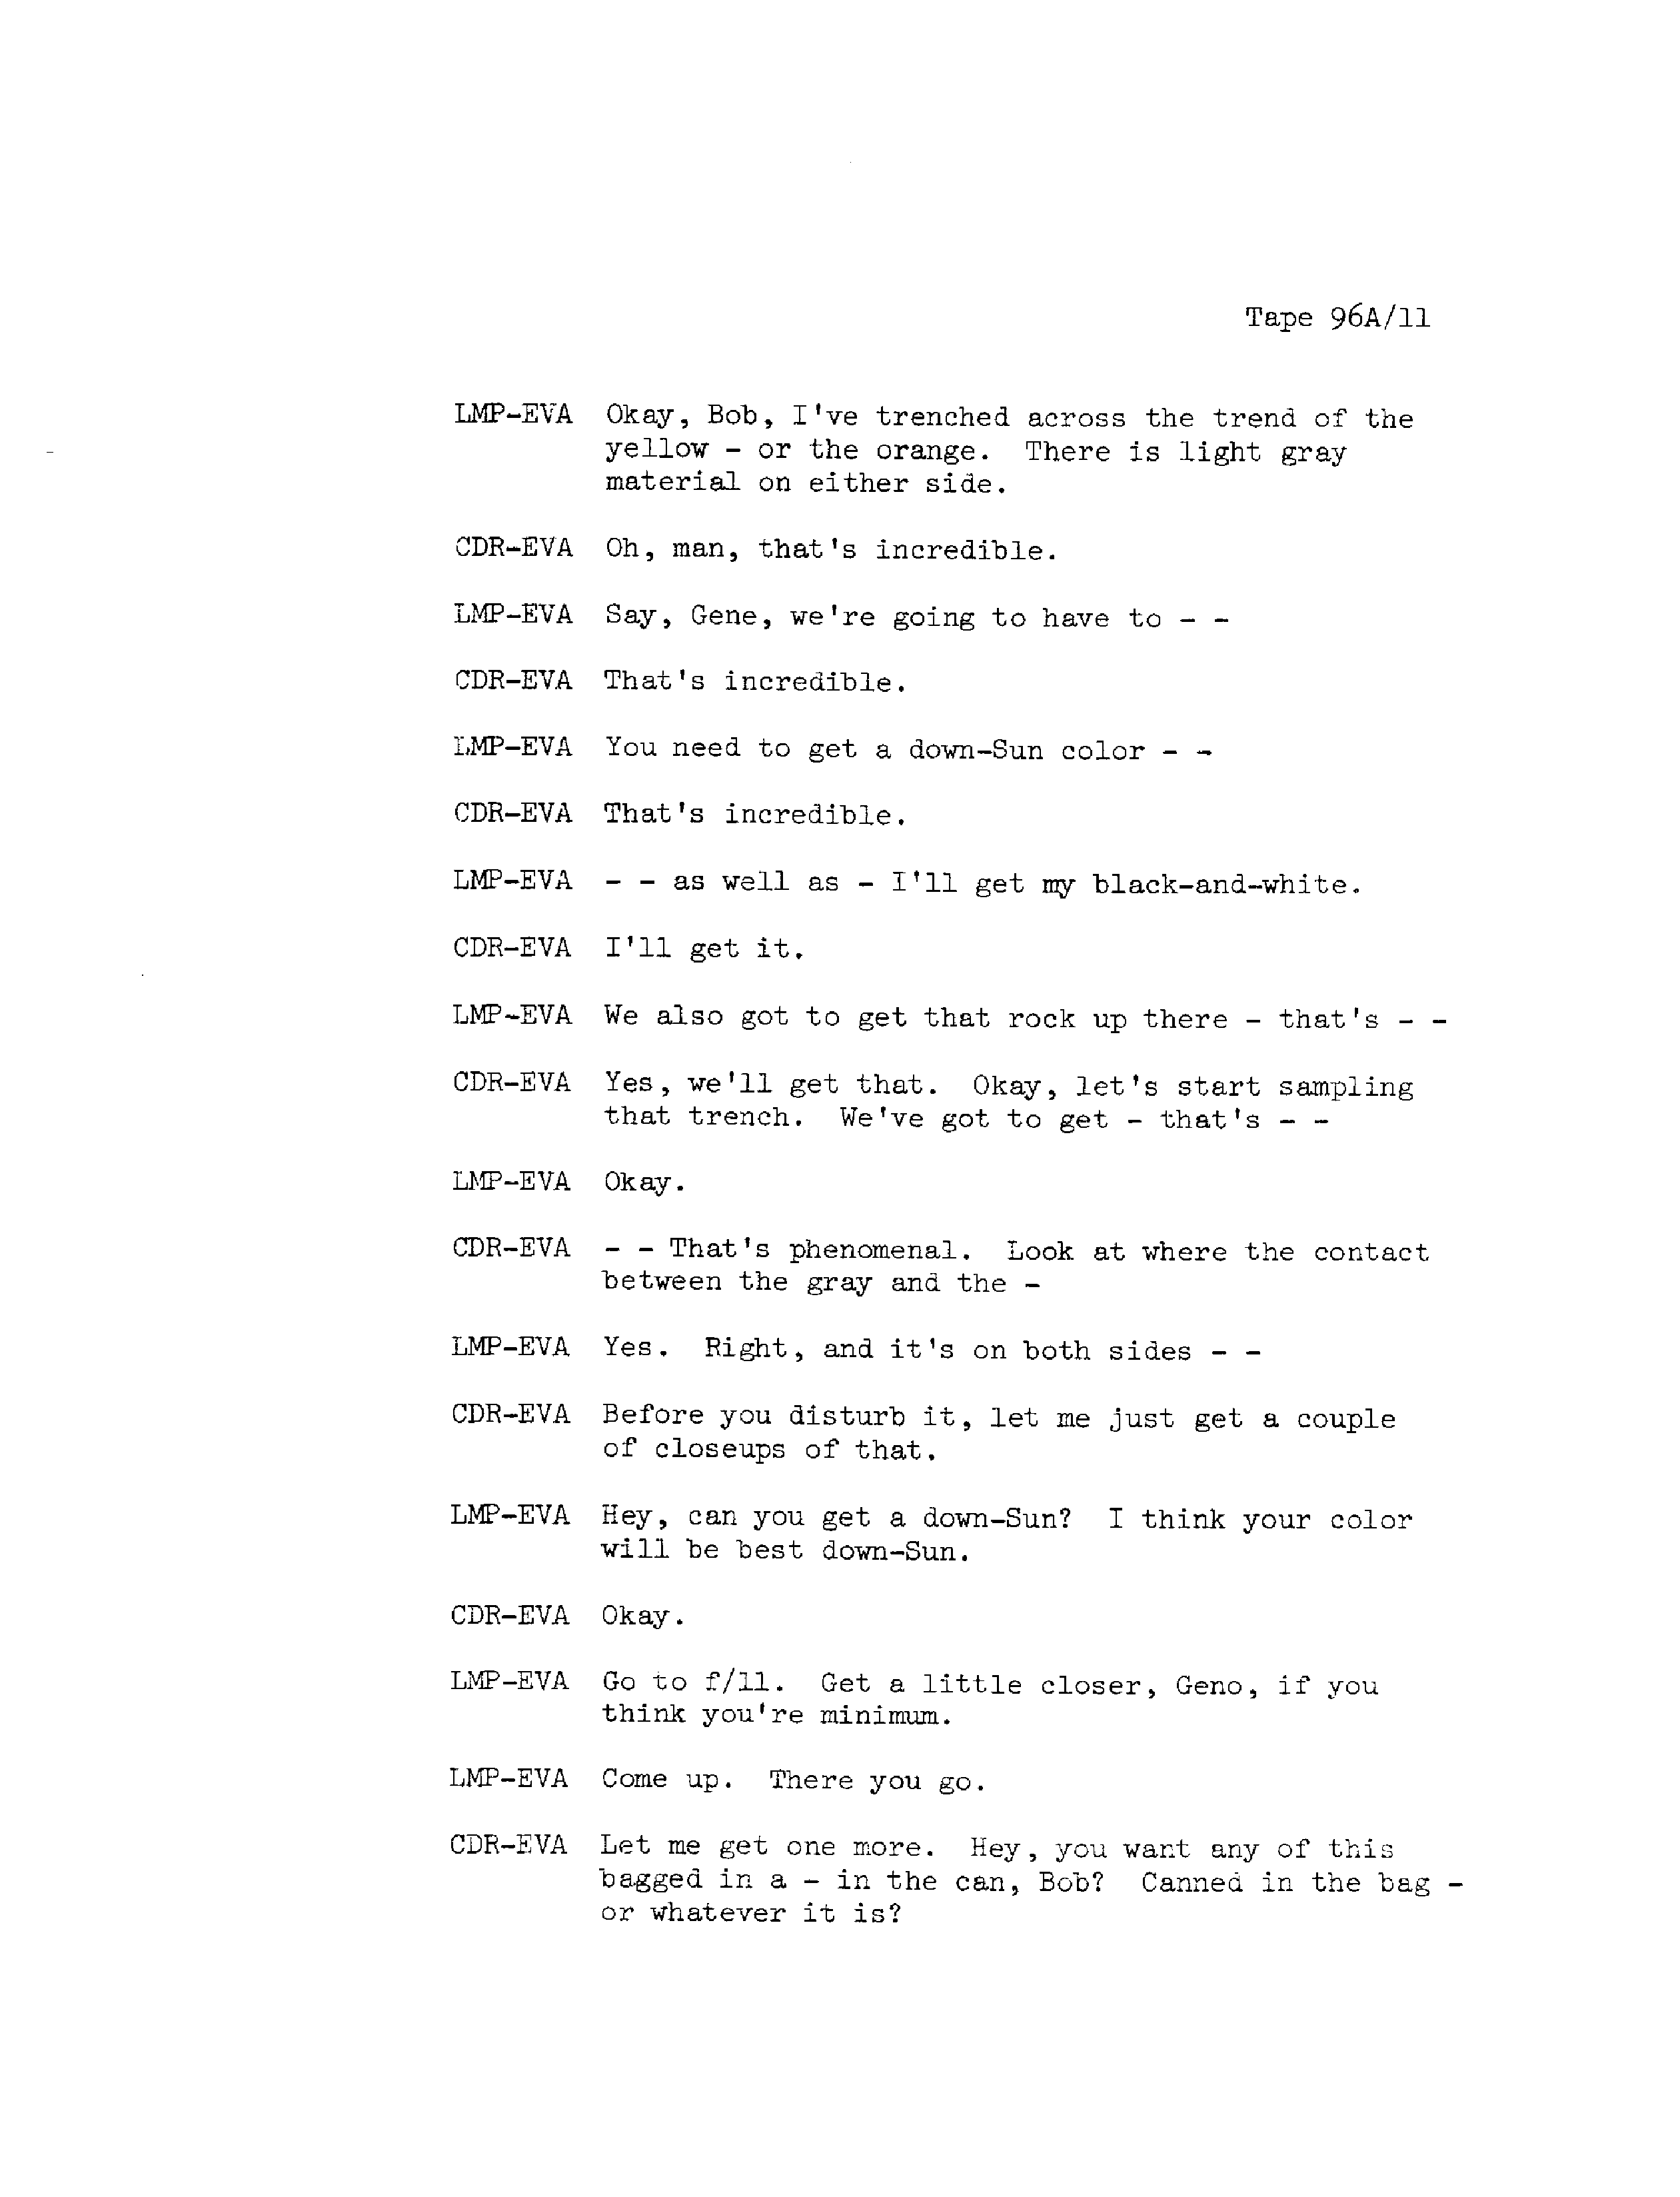 Tape 96A/11
LMP-EVA Okay, Bob, I've trenched across the trend of the
yellow - or the orange. There is light gray
material on either side.
CDR-EVA Oh, man, that's incredible.
LMP-EVA Say, Gene, we're going to have to - -
CDR-EVA That's incredible.
LMP-EVA You need to get a down-Sun color - -
CDR-EVA That's incredible.
LMP-EVA - - as well as - I'll get my black-and-white.
CDR-EVA I'll get it.
LMP-EVA We also got to get that rock up there - that's - -
CDR-EVA Yes, we'll get that. Okay, let's start sampling
that trench. We've got to get - that's - -
LMP-EVA Okay.
CDR-EVA - - That's phenomenal. Look at where the contact
between the gray and the -
LMP-EVA Yes. Right, and it's on both sides - -
CDR-EVA Before you disturb it, let me just get a couple
of closeups of that.
LMP-EVA Hey, can you get a down-Sun? I think your color
will be best down-Sun.
CDR-EVA Okay.
LMP-EVA Go to f/11. Get a little closer, Geno, if you
think you're minimum.
LMP-EVA Come up. There you go.
CDR-EVA Let me get one more. Hey, you want any of this
bagged in a - in the can, Bob? Canned in the bag -
or whatever it is?